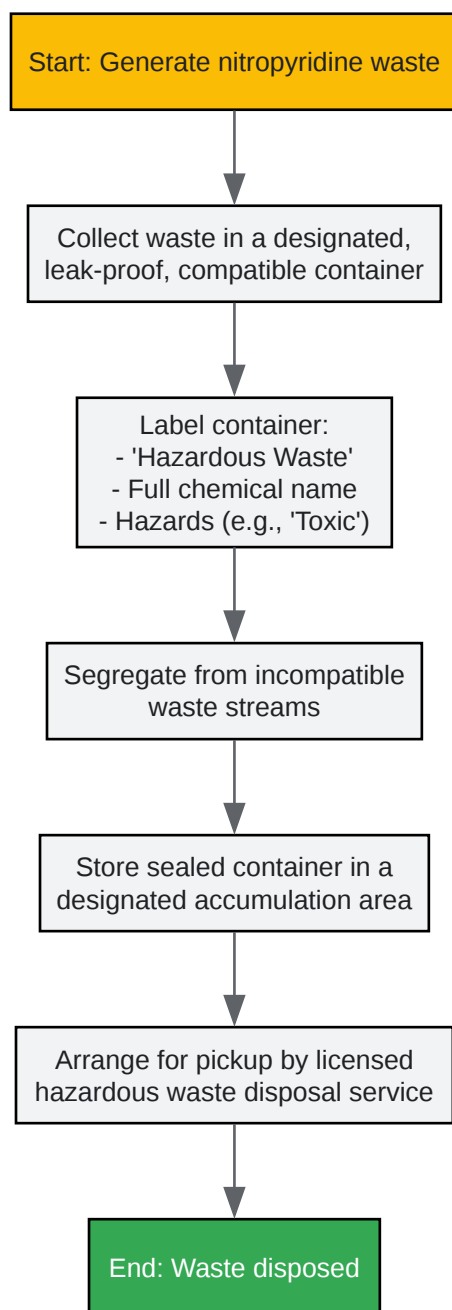 Start: Generate nitropyridine waste
Collect waste in a designated,
leak-proof, compatible container
Label container:
- 'Hazardous Waste'
- Full chemical name
- Hazards (e.g., 'Toxic')
Segregate from incompatible
waste streams
Store sealed container in a
designated accumulation area
Arrange for pickup by licensed
hazardous waste disposal service
End: Waste disposed